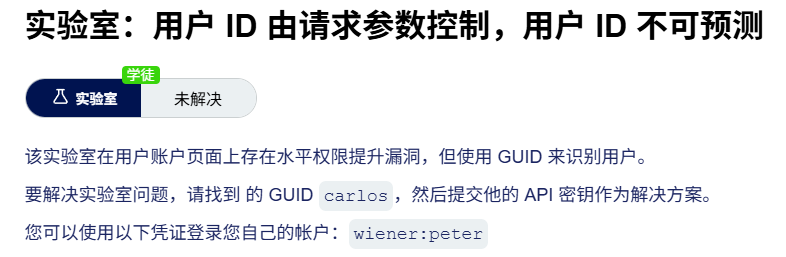 实验室：用户 ID 由请求参数控制，用户 ID 不可预测
学徒
实验室 未解决
该实验室在用户账户页面上存在水平权限提升漏洞，但使用 GUID 来识别用户。
要解决实验室问题，请找到 的 GUID carlos，然后提交他的 API 密钥作为解决方案。
您可以使用以下凭证登录您自己的帐户：wiener:peter